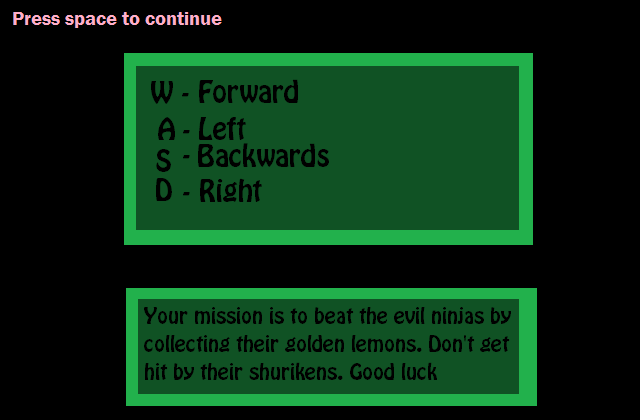 Press space to continue
W - Forward
A - Left
S - Backwards
D - Right
Your mission is to beat the evil ninjas by
collecting their golden lemons. Don't get
hit by their shurikens. Good luck